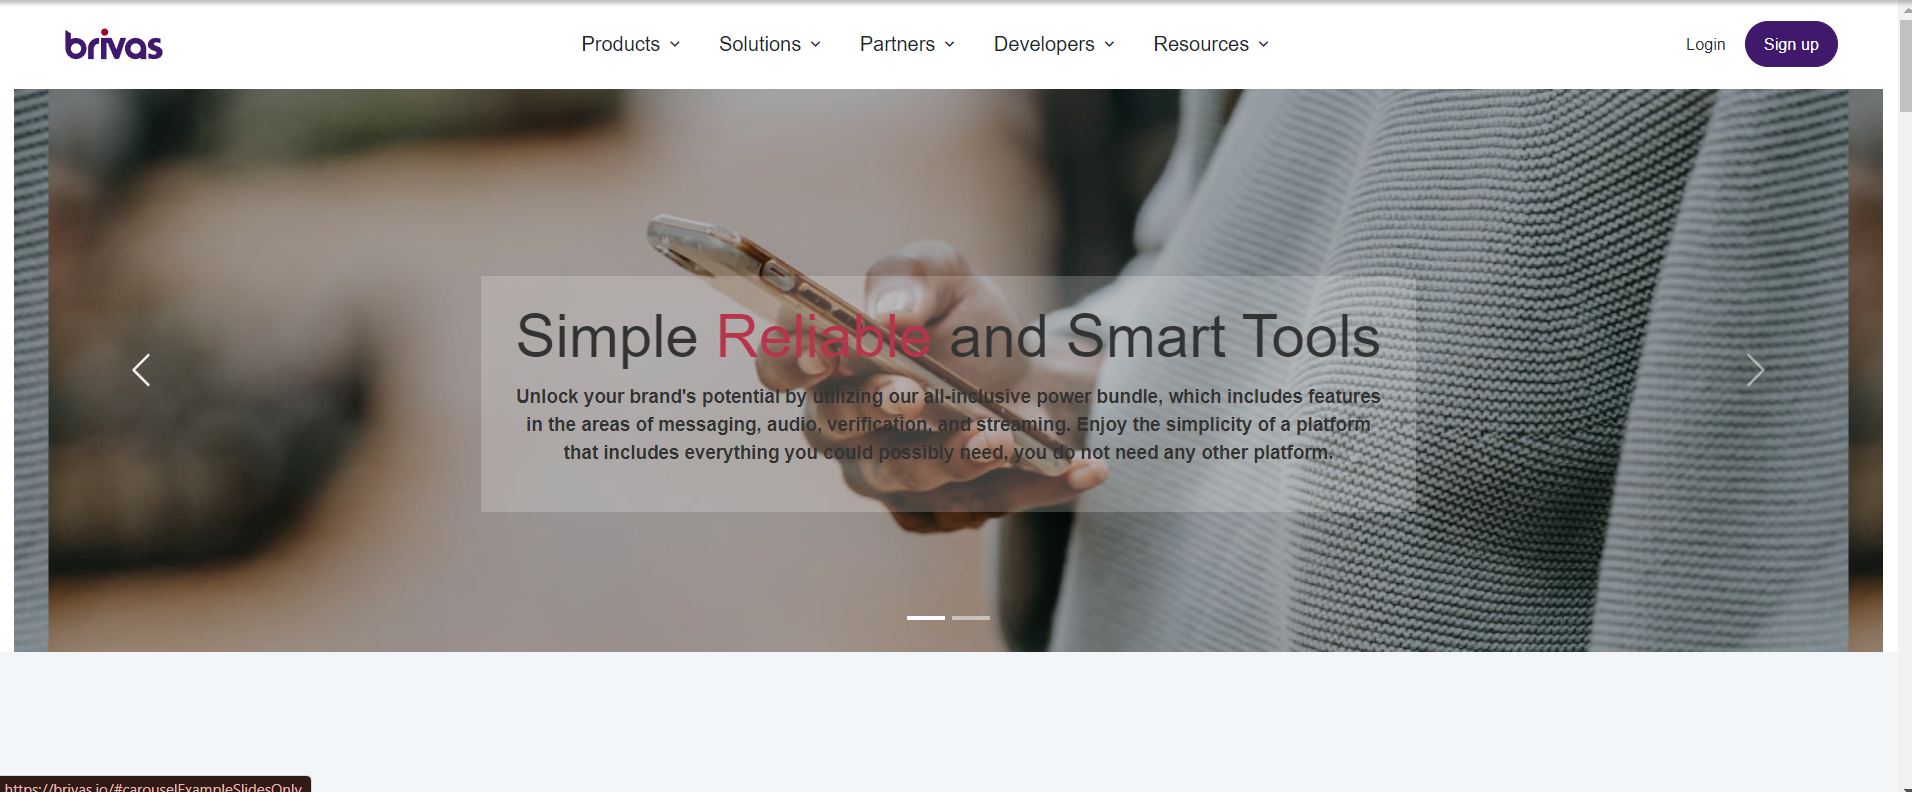 brivas
Products
Solutions
Partners
Developers
Resources
Login
Sign up
Simple Reliable and Smart Tools
Unlock your brand's potential by utilizing our all-inclusive power bundle, which includes features
in the areas of messaging, audio, verification, and streaming. Enjoy the simplicity of a platform
that includes everything you could possibly need, you do not need any other platform.
https://brivas.io/#carouselExampleSlidesOnly